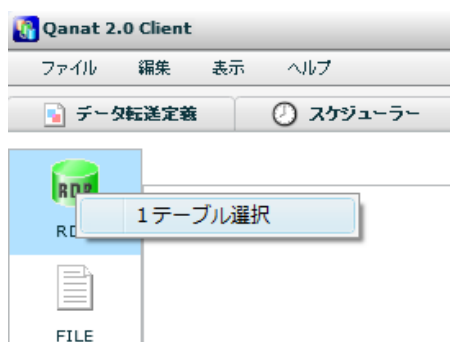 Qanat 2.0 Client
ファイル 編集 表示 ヘルプ
データ転送定義 スケジューラー
RDB
1テーブル選択
FILE